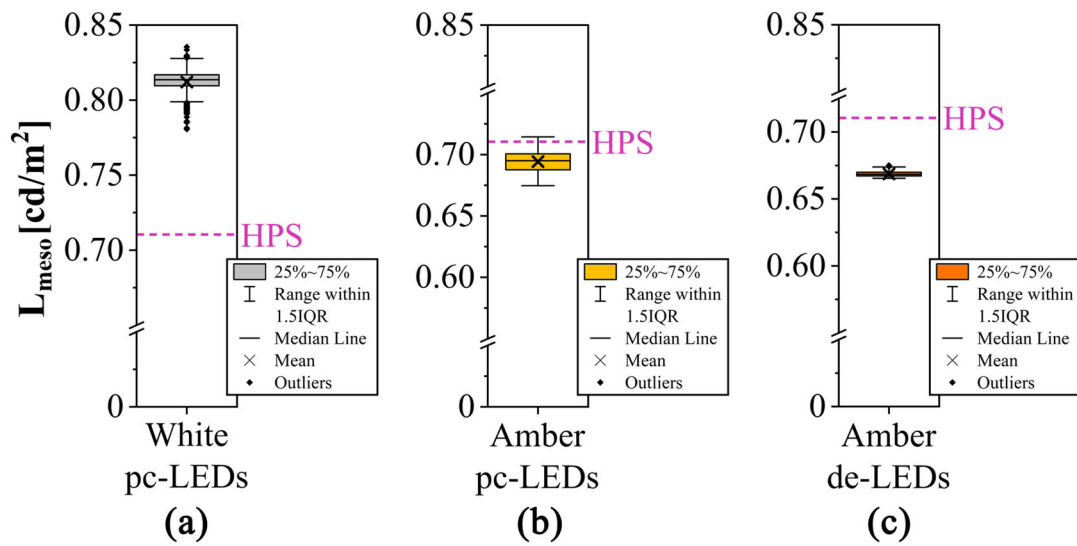 L_meso[cd/m²]
0.85
0.80
0.75
0.70
0
HPS
25%~75%
Range within
1.5IQR
Median Line
Mean
Outliers
White
pc-LEDs
(a)
0.85
0.70
0.65
0.60
0
HPS
25%~75%
Range within
1.5IQR
Median Line
Mean
Outliers
Amber
pc-LEDs
(b)
0.85
0.70
0.65
0.60
0
HPS
25%~75%
Range within
1.5IQR
Median Line
Mean
Outliers
Amber
de-LEDs
(c)